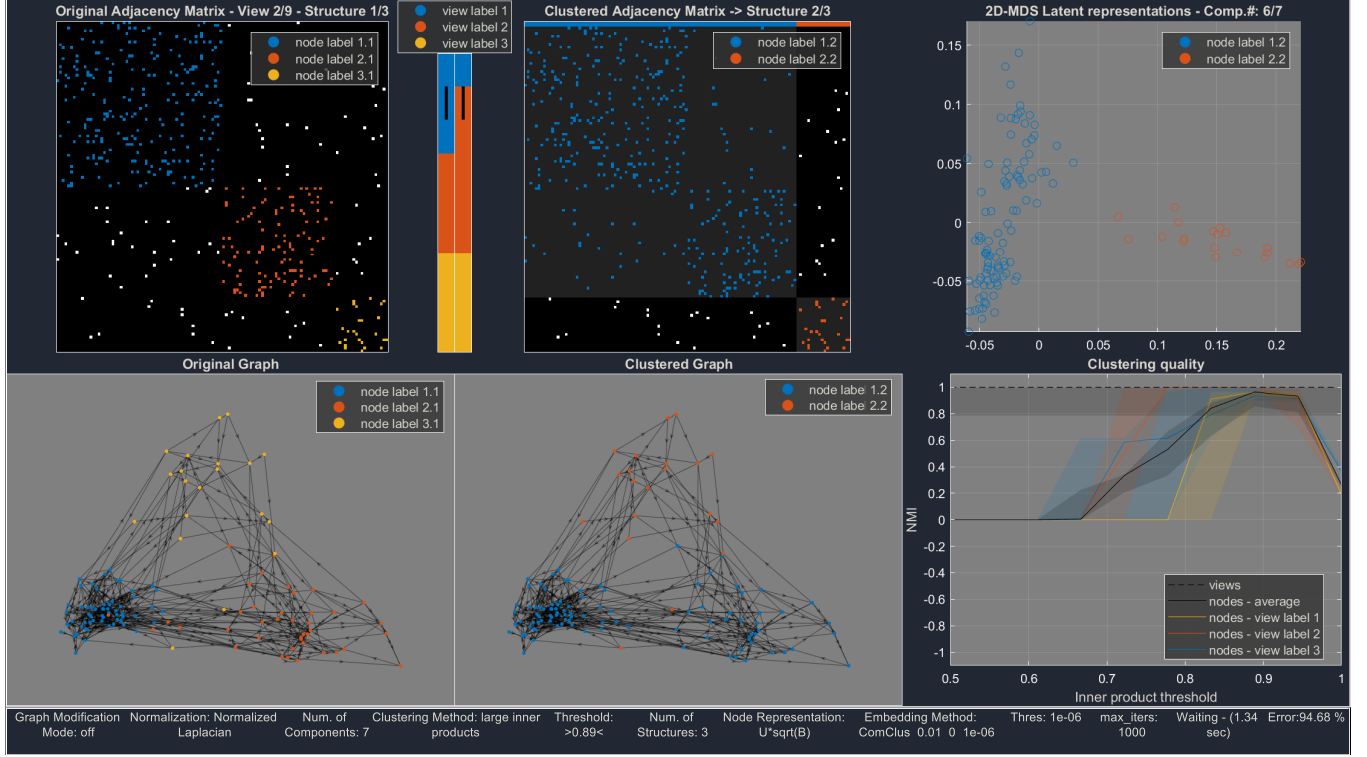 Original Adjacency Matrix - View 2/9 - Structure 1/3
node label 1.1
node label 2.1
node label 3.1
view label 1
view label 2
view label 3
Clustered Adjacency Matrix -> Structure 2/3
node label 1.2
node label 2.2
2D-MDS Latent representations - Comp.#: 6/7
node label 1.2
node label 2.2
0.15
0.1
0.05
0
-0.05
-0.05 0 0.05 0.1 0.15 0.2
Original Graph
node label 1.1
node label 2.1
node label 3.1
Clustered Graph
node label 1.2
node label 2.2
Clustering quality
1
0.8
0.6
0.4
0.2
0
-0.2
-0.4
-0.6
-0.8
-1
NMI
views
nodes - average
nodes - view label 1
nodes - view label 2
nodes - view label 3
0.5 0.6 0.7 0.8 0.9 1
Inner product threshold
Graph Modification Normalization: Normalized Num. of Clustering Method: large inner Threshold: Num. of Node Representation: Embedding Method: Thres: 1e-06 max_iters: Waiting - (1.34 Error:94.68 %
Mode: off Laplacian Components: 7 products >0.89< Structures: 3 U*sqrt(B) ComClus 0.01 0 1e-06 1000 sec)